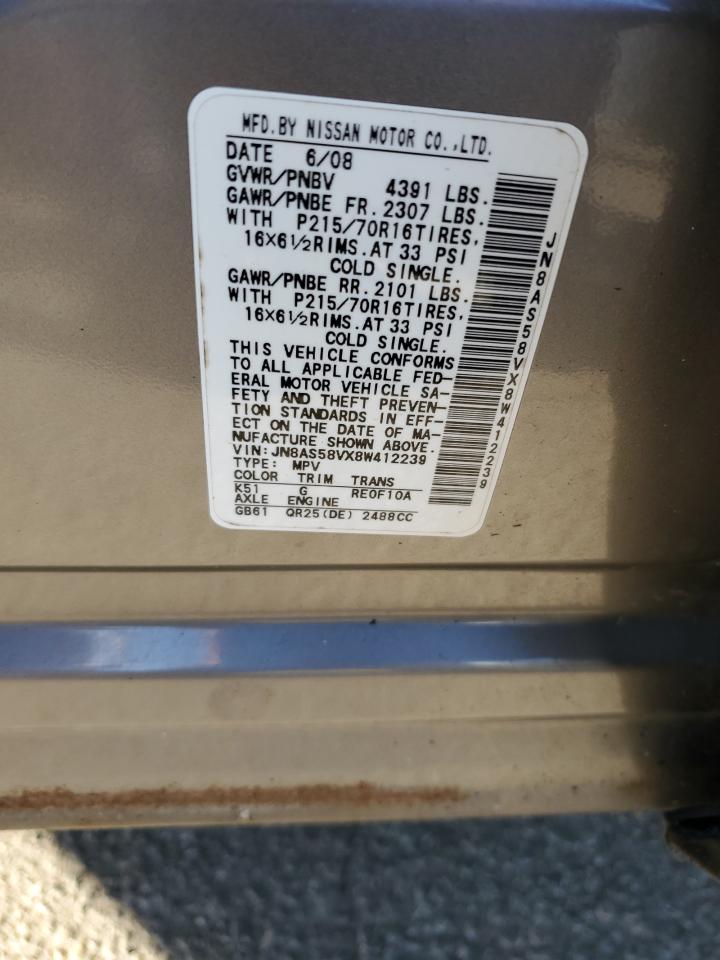 MFD.BY NISSAN MOTOR CO.,LTD.
DATE 6/08
GVWR/PNBV 4391 LBS.
GAWR/PNBE FR. 2307 LBS.
WITH P215/70R16TIRES,
16X6½RIMS.AT 33 PSI
COLD SINGLE.
GAWR/PNBE RR. 2101 LBS.
WITH P215/70R16TIRES,
16X6½RIMS.AT 33 PSI
COLD SINGLE.
THIS VEHICLE CONFORMS
TO ALL APPLICABLE FED-
ERAL MOTOR VEHICLE SA-
FETY AND THEFT PREVEN-
TION STANDARDS IN EFF-
ECT ON THE DATE OF MA-
NUFACTURE SHOWN ABOVE.
VIN:JN8AS58VX8W412239
TYPE: MPV
COLOR TRIM TRANS
K51 G RE0F10A
AXLE ENGINE
GB61 QR25(DE) 2488CC
JN8AS58VX8W412239